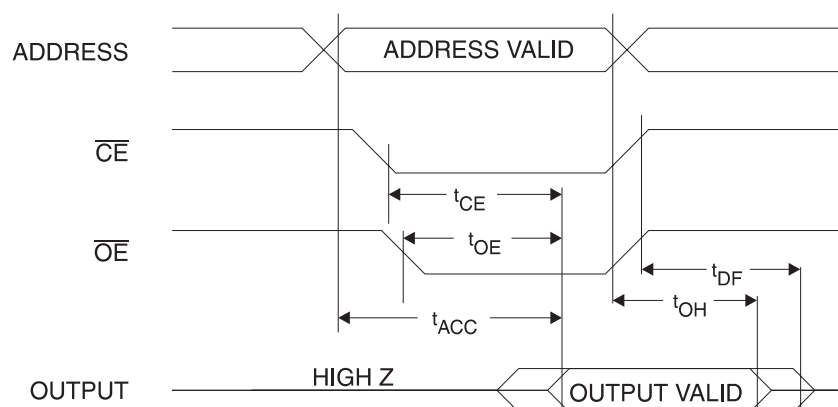 ADDRESS
ADDRESS VALID
CE
tCE
OE
tOE
tDF
tOH
tACC
HIGH Z
OUTPUT
OUTPUT VALID